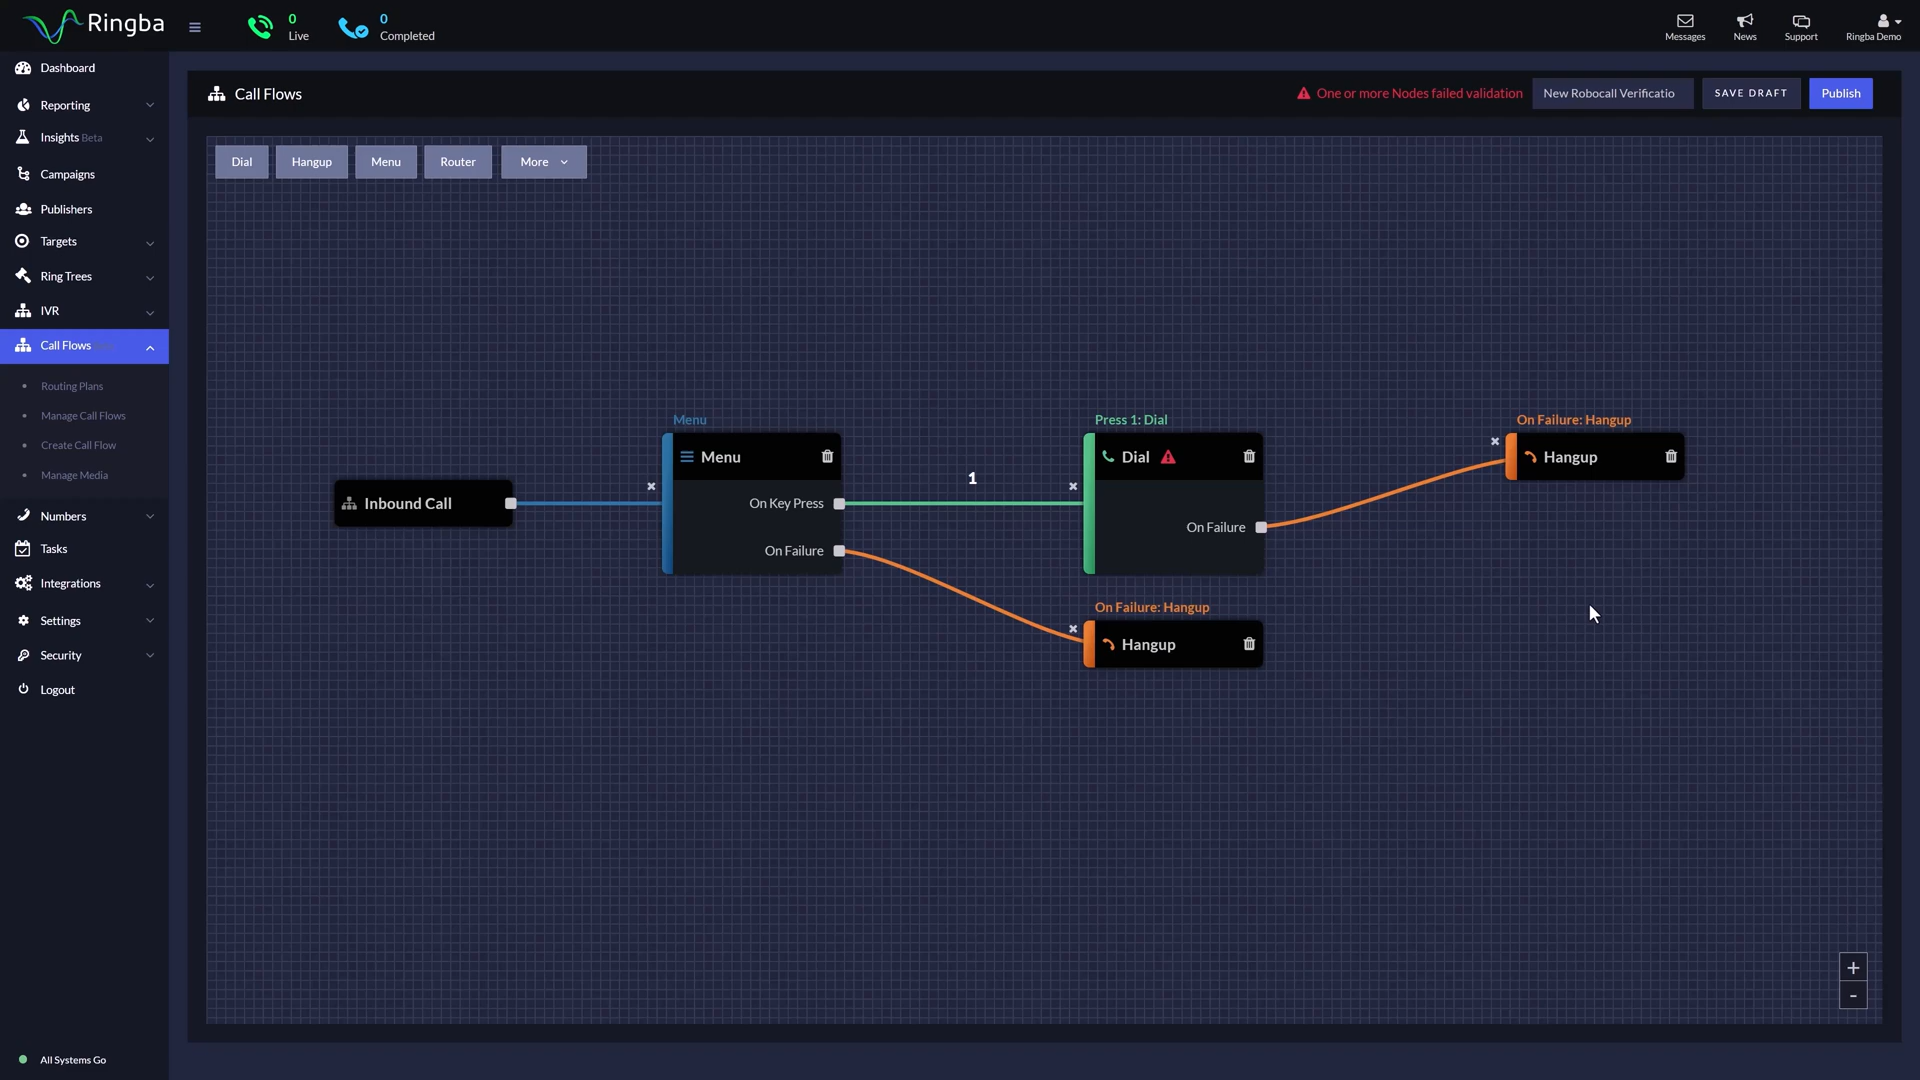 Ringba
0
Live
0
Completed
Messages
News
Support
Ringba Demo
Dashboard
Reporting
Insights Beta
Campaigns
Publishers
Targets
Ring Trees
IVR
Call Flows
Routing Plans
Manage Call Flows
Create Call Flow
Manage Media
Numbers
Tasks
Integrations
Settings
Security
Logout
All Systems Go
Call Flows
One or more Nodes failed validation
New Robocall Verificatio
SAVE DRAFT
Publish
Dial
Hangup
Menu
Router
More
Inbound Call
Menu
Menu
On Key Press
On Failure
1
Press 1: Dial
Dial
On Failure
On Failure: Hangup
Hangup
On Failure: Hangup
Hangup
+
-